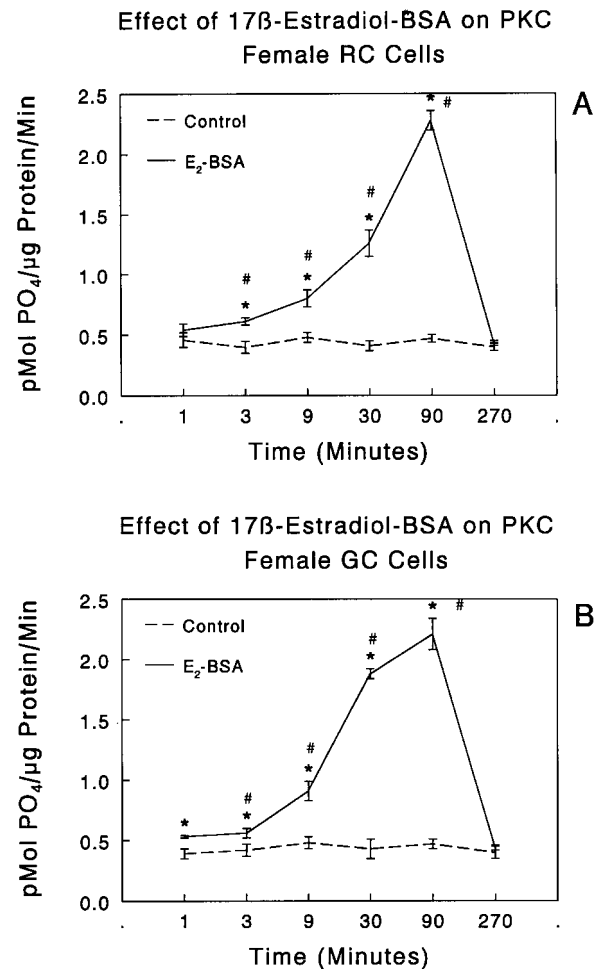 Effect of 17ß-Estradiol-BSA on PKC
Female RC Cells
A
2.5
2.0
1.5
1.0
0.5
0.0
pMol PO₄/µg Protein/Min
Control
E₂-BSA
#
*
#
*
#
*
*
#
1 3 9 30 90 270
Time (Minutes)
Effect of 17ß-Estradiol-BSA on PKC
Female GC Cells
B
2.5
2.0
1.5
1.0
0.5
0.0
pMol PO₄/µg Protein/Min
Control
E₂-BSA
*
#
*
#
*
#
*
*
#
1 3 9 30 90 270
Time (Minutes)